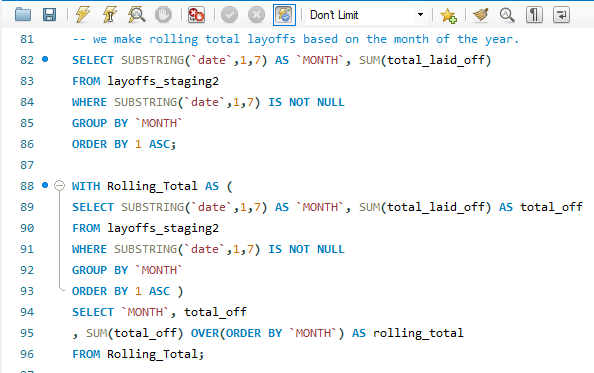 Don't Limit
81 -- we make rolling total layoffs based on the month of the year.
82 SELECT SUBSTRING(`date`,1,7) AS `MONTH`, SUM(total_laid_off)
83 FROM layoffs_staging2
84 WHERE SUBSTRING(`date`,1,7) IS NOT NULL
85 GROUP BY `MONTH`
86 ORDER BY 1 ASC;
87
88 WITH Rolling_Total AS (
89 SELECT SUBSTRING(`date`,1,7) AS `MONTH`, SUM(total_laid_off) AS total_off
90 FROM layoffs_staging2
91 WHERE SUBSTRING(`date`,1,7) IS NOT NULL
92 GROUP BY `MONTH`
93 ORDER BY 1 ASC )
94 SELECT `MONTH`, total_off
95 , SUM(total_off) OVER(ORDER BY `MONTH`) AS rolling_total
96 FROM Rolling_Total;